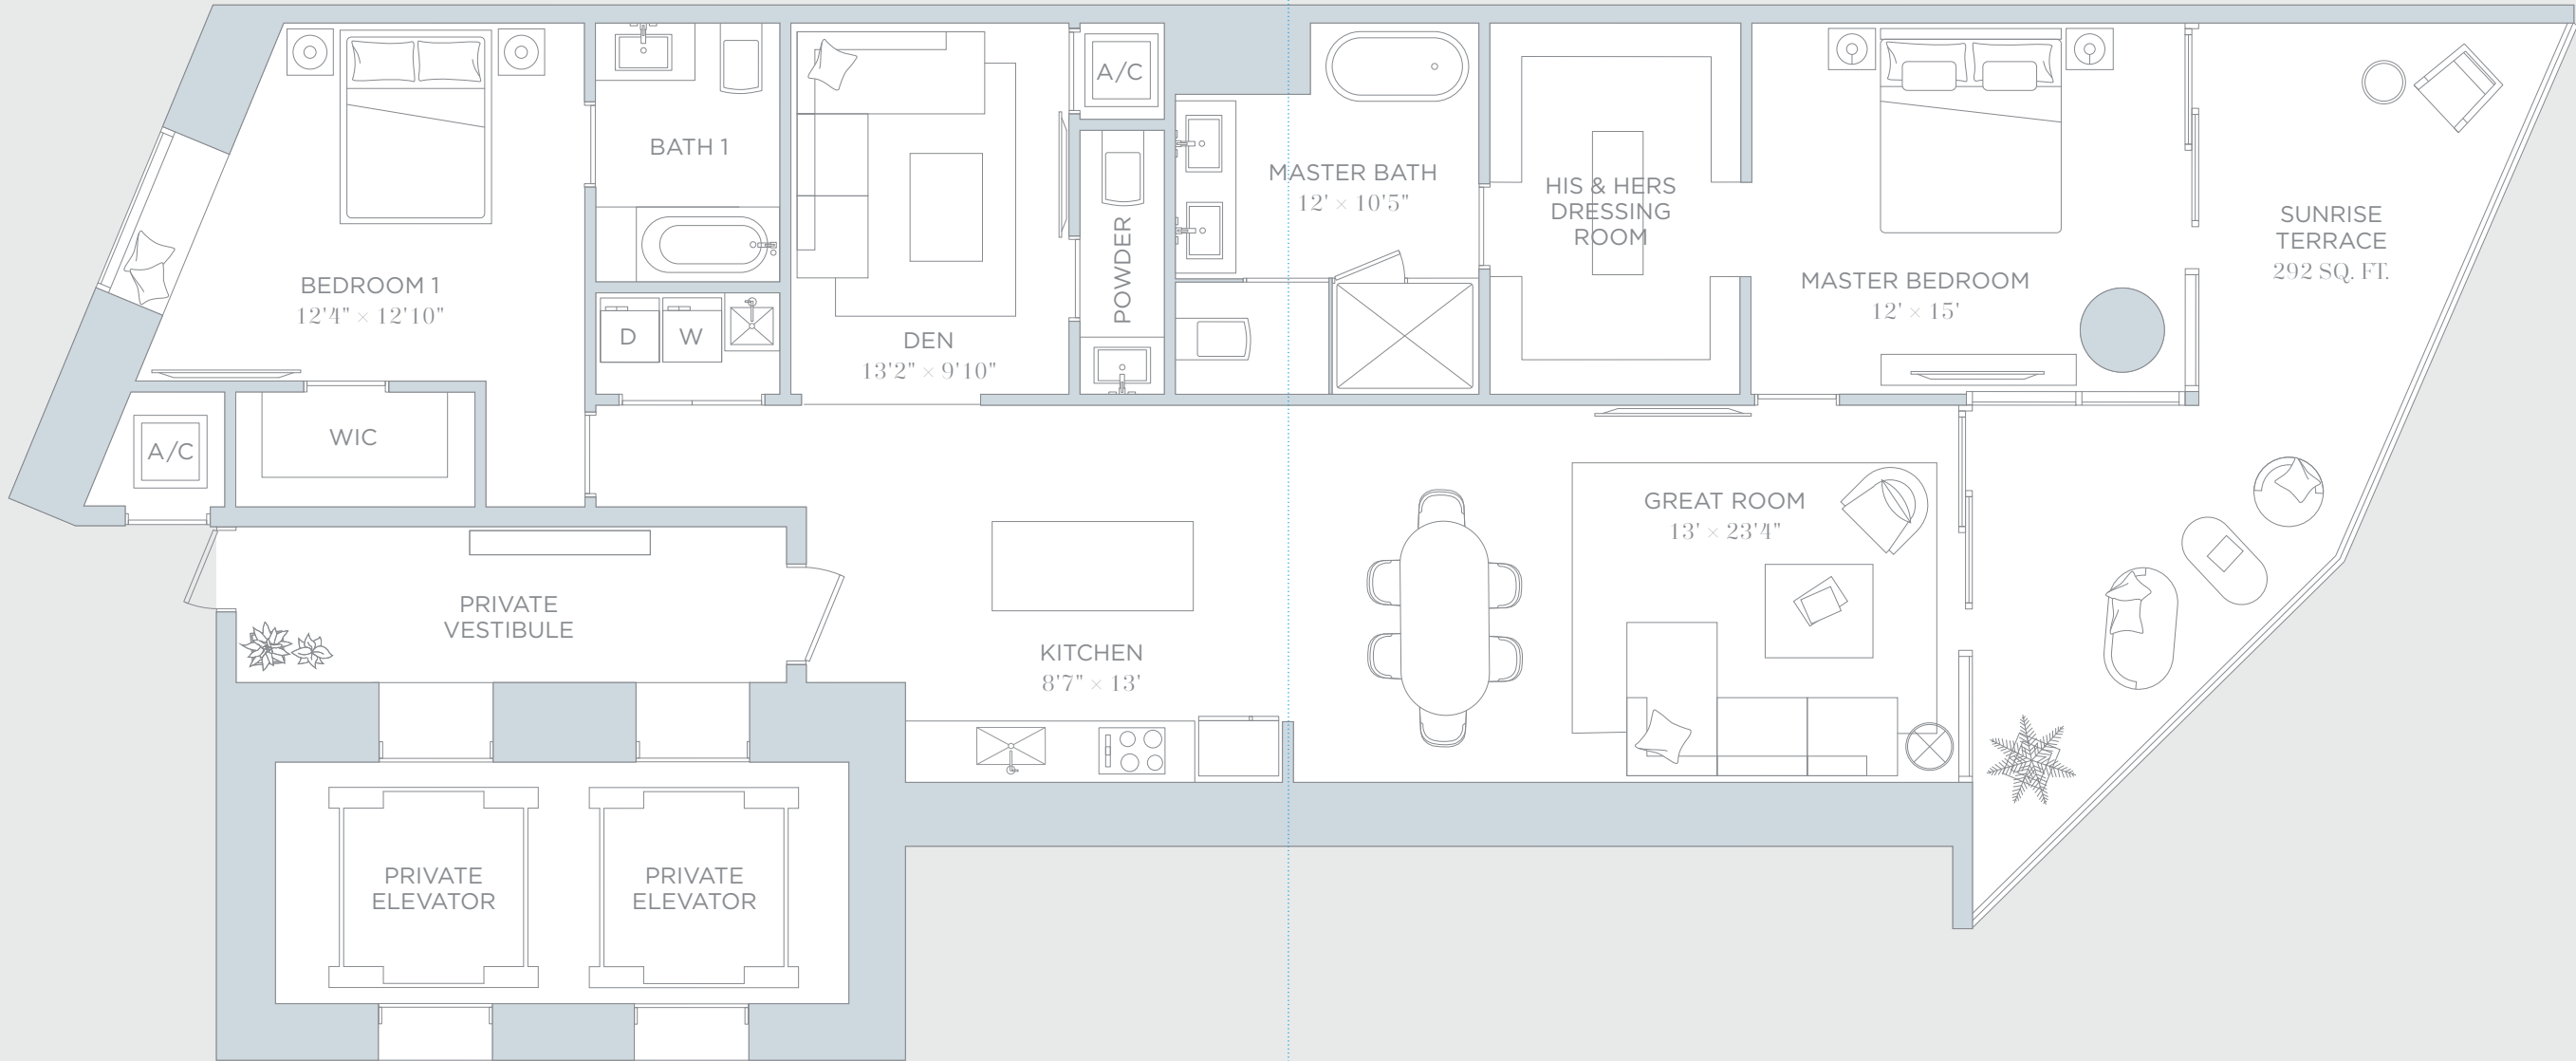 A/C
BATH 1
MASTER BATH
12' × 10'5"
HIS & HERS
DRESSING
ROOM
SUNRISE
TERRACE
292 SQ. FT.
POWDER
BEDROOM 1
12'4" × 12'10"
MASTER BEDROOM
12' × 15'
D
W
DEN
13'2" × 9'10"
WIC
A/C
GREAT ROOM
13' × 23'4"
PRIVATE
VESTIBULE
KITCHEN
8'7" × 13'
PRIVATE
ELEVATOR
PRIVATE
ELEVATOR